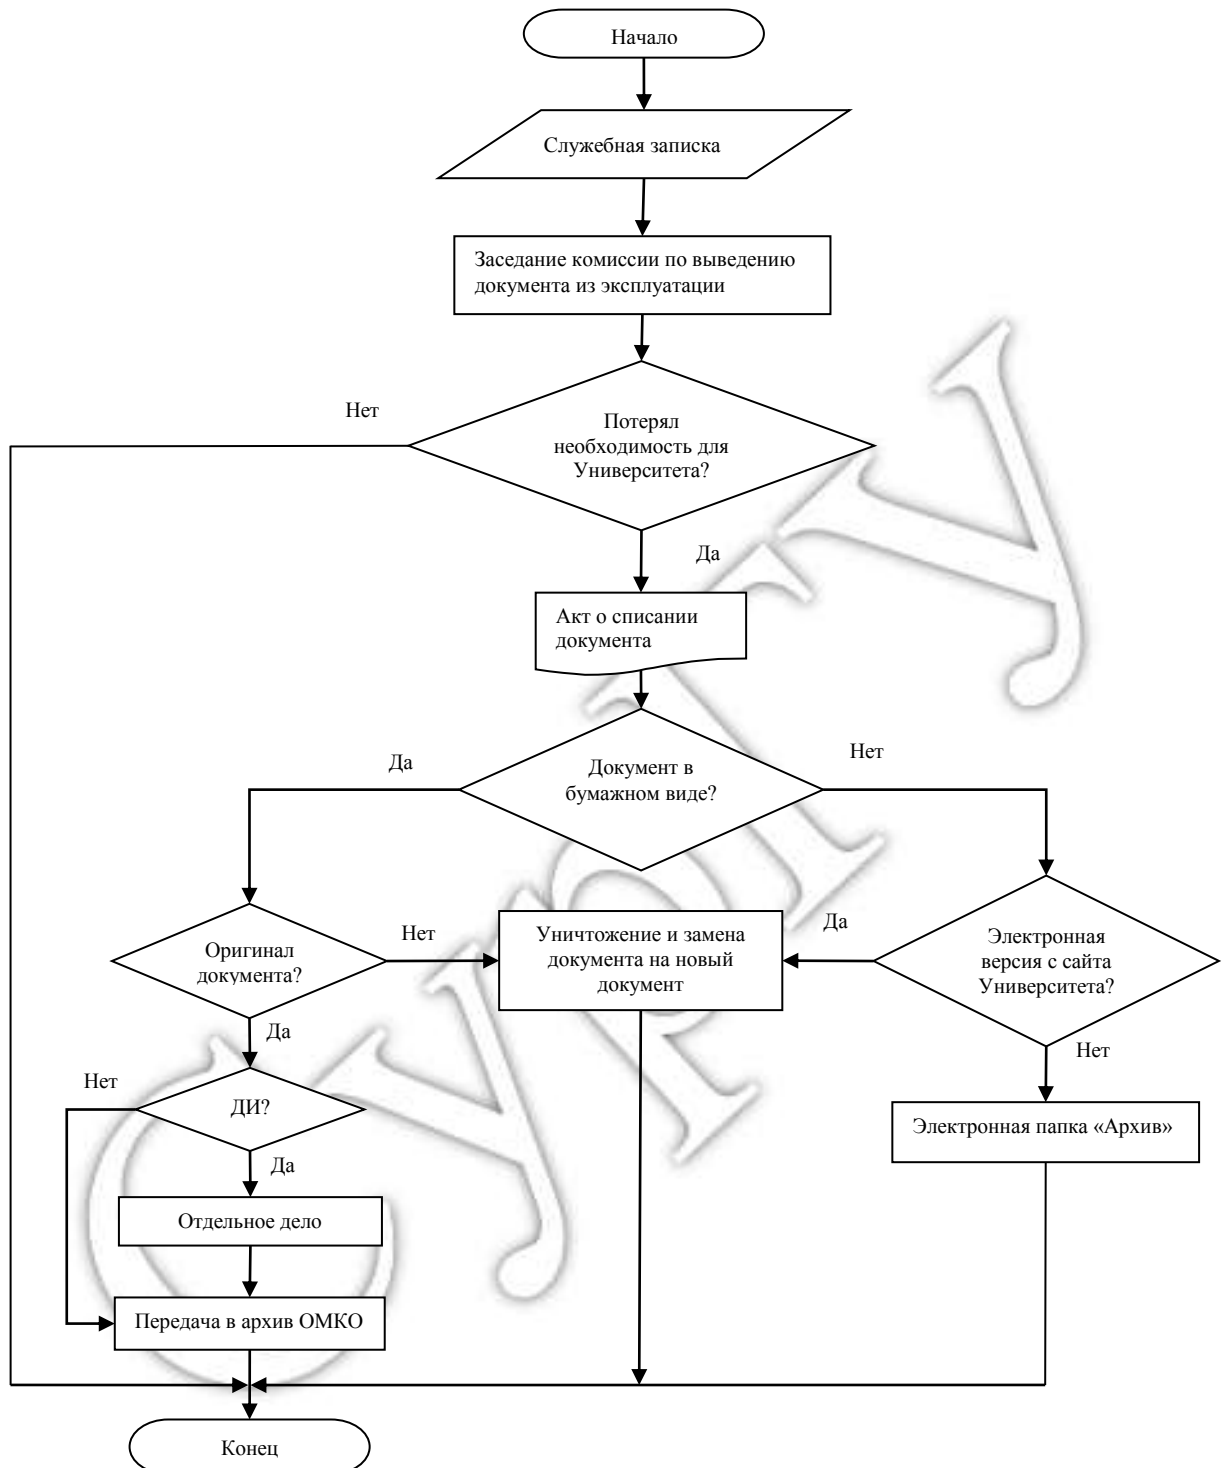 Начало
Служебная записка
Заседание комиссии по выведению
документа из эксплуатации
Нет
Потерял
необходимость для
Университета?
Да
Акт о списании
документа
Да
Документ в
бумажном виде?
Нет
Оригинал
документа?
Нет
Уничтожение и замена
документа на новый
документ
Да
Электронная
версия с сайта
Университета?
Да
Нет
Нет
ДИ?
Электронная папка «Архив»
Да
Отдельное дело
Передача в архив ОМКО
Конец